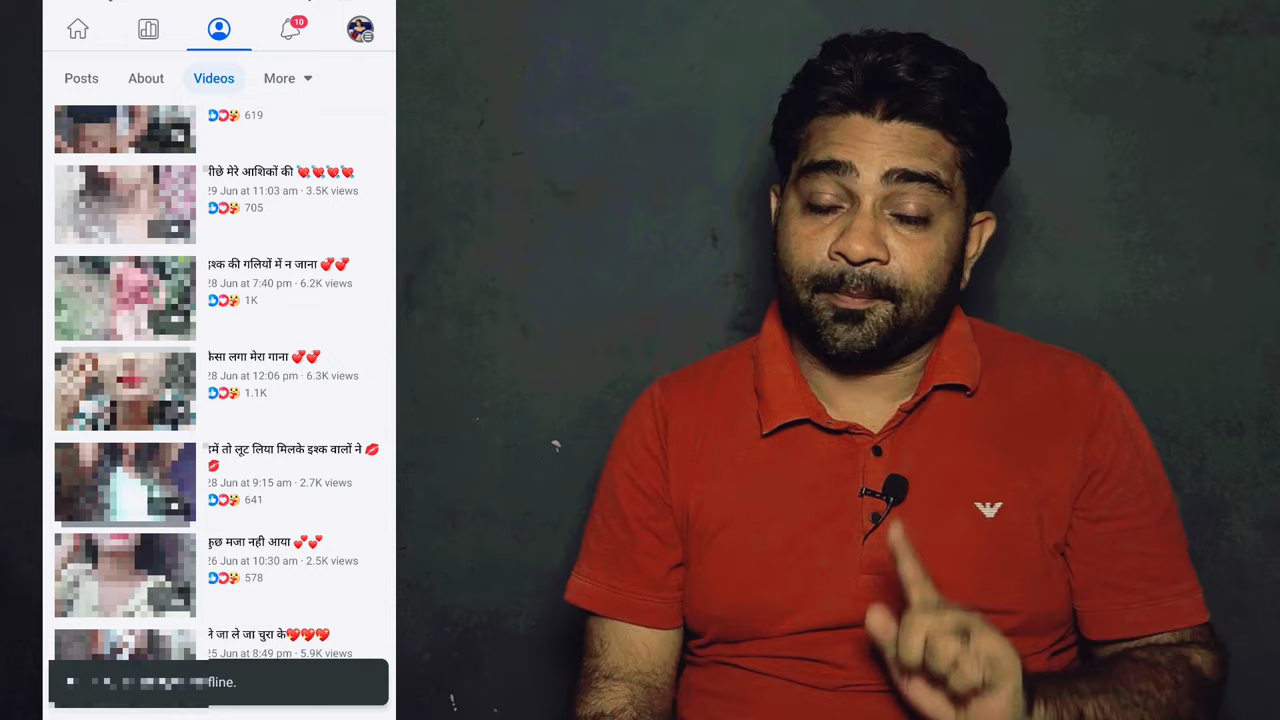 10
Posts About Videos More
619
पीछे मेरे आशिकों की 💘💘💘💘
29 Jun at 11:03 am · 3.5K views
705
इश्क की गलियों में न जाना 💞💞
28 Jun at 7:40 pm · 6.2K views
1K
केसा लगा मेरा गाना 💞💞
28 Jun at 12:06 pm · 6.3K views
1.1K
हमें तो लूट लिया मिलके इश्क वालों ने 💋
💋
28 Jun at 9:15 am · 2.7K views
641
कुछ मजा नही आया 💞💞
26 Jun at 10:30 am · 2.5K views
578
ले जा ले जा चुरा के💖💖💖
25 Jun at 8:49 pm · 5.9K views